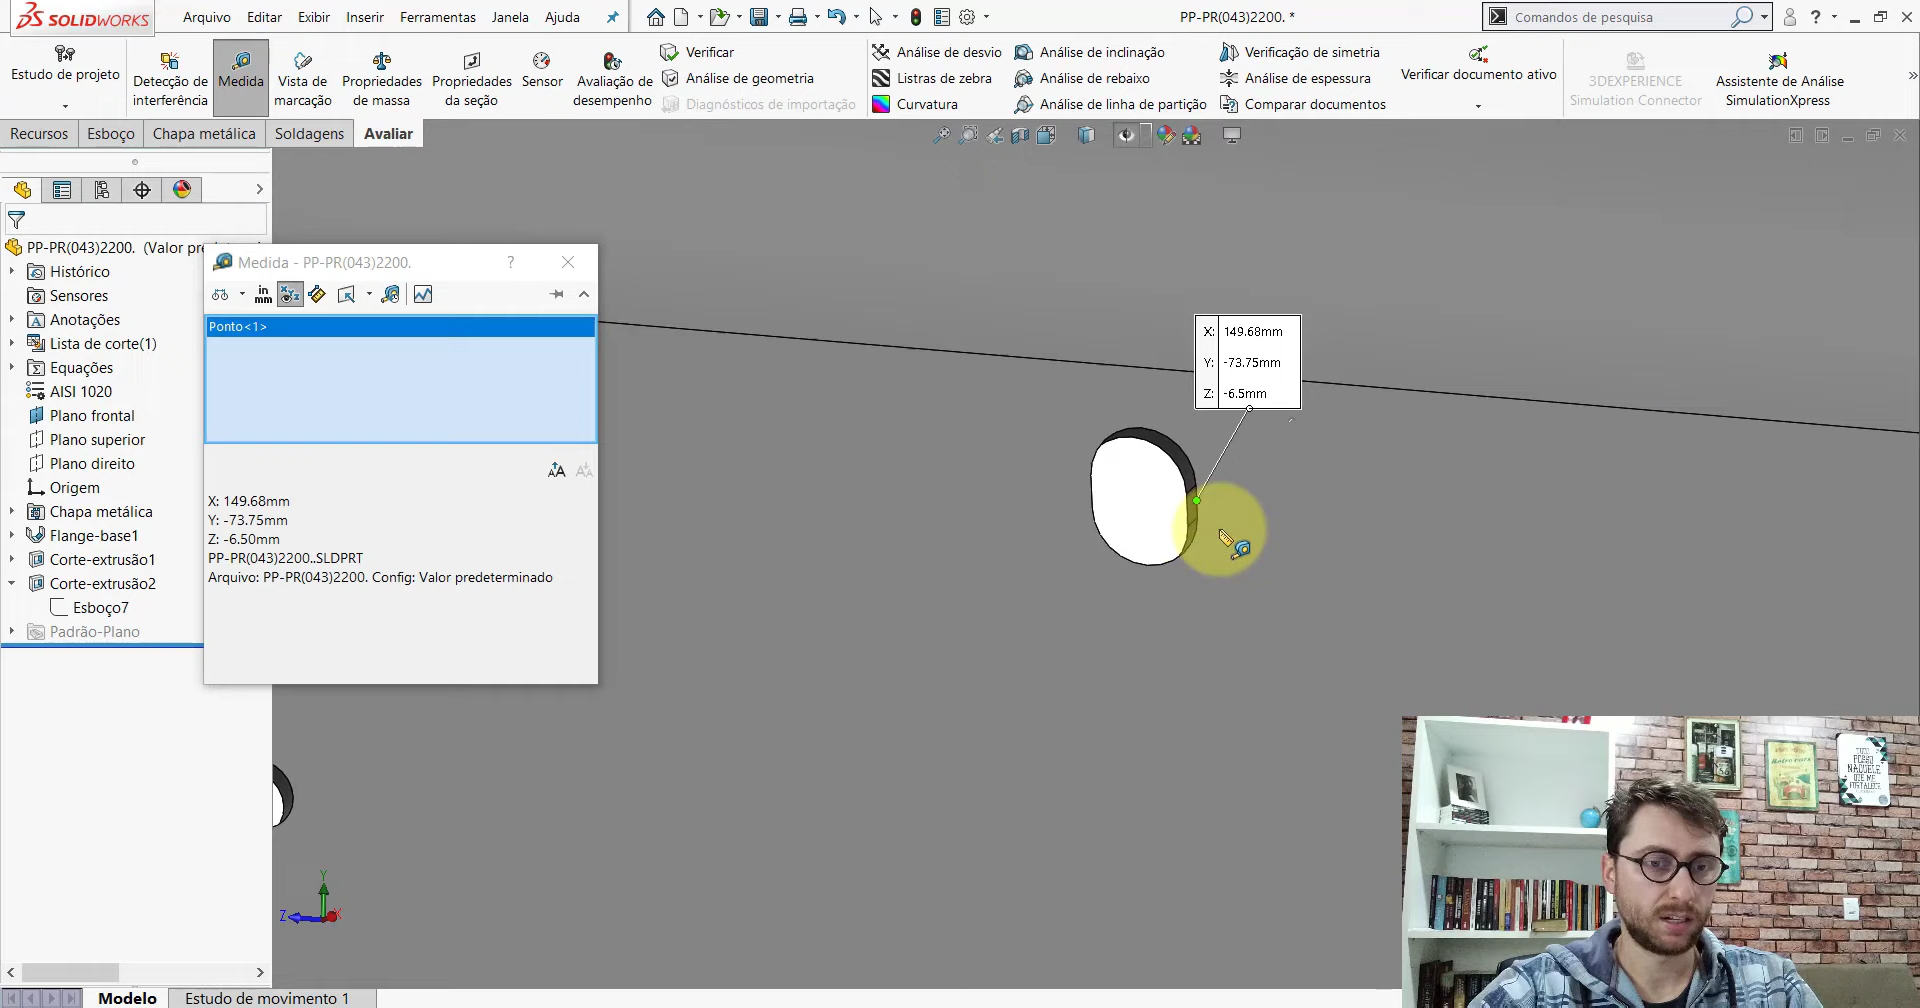 SOLIDWORKS
Arquivo Editar Exibir Inserir Ferramentas Janela Ajuda
PP-PR(043)2200. *
Comandos de pesquisa
Estudo de projeto
Detecção de interferência
Medida
Vista de marcação
Propriedades de massa
Propriedades da seção
Sensor
Avaliação de desempenho
Verificar
Análise de geometria
Diagnósticos de importação
Análise de desvio
Listras de zebra
Curvatura
Análise de inclinação
Análise de rebaixo
Análise de linha de partição
Verificação de simetria
Análise de espessura
Comparar documentos
Verificar documento ativo
3DEXPERIENCE Simulation Connector
Assistente de Análise SimulationXpress
Recursos Esboço Chapa metálica Soldagens Avaliar
PP-PR(043)2200. (Valor pre
Histórico
Sensores
Anotações
Lista de corte(1)
Equações
AISI 1020
Plano frontal
Plano superior
Plano direito
Origem
Chapa metálica
Flange-base1
Corte-extrusão1
Corte-extrusão2
Esboço7
Padrão-Plano
Medida - PP-PR(043)2200.
in
mm
Ponto<1>
X: 149.68mm
Y: -73.75mm
Z: -6.50mm
PP-PR(043)2200..SLDPRT
Arquivo: PP-PR(043)2200. Config: Valor predeterminado
X: 149.68mm
Y: -73.75mm
Z: -6.5mm
Y
Z
X
Modelo Estudo de movimento 1